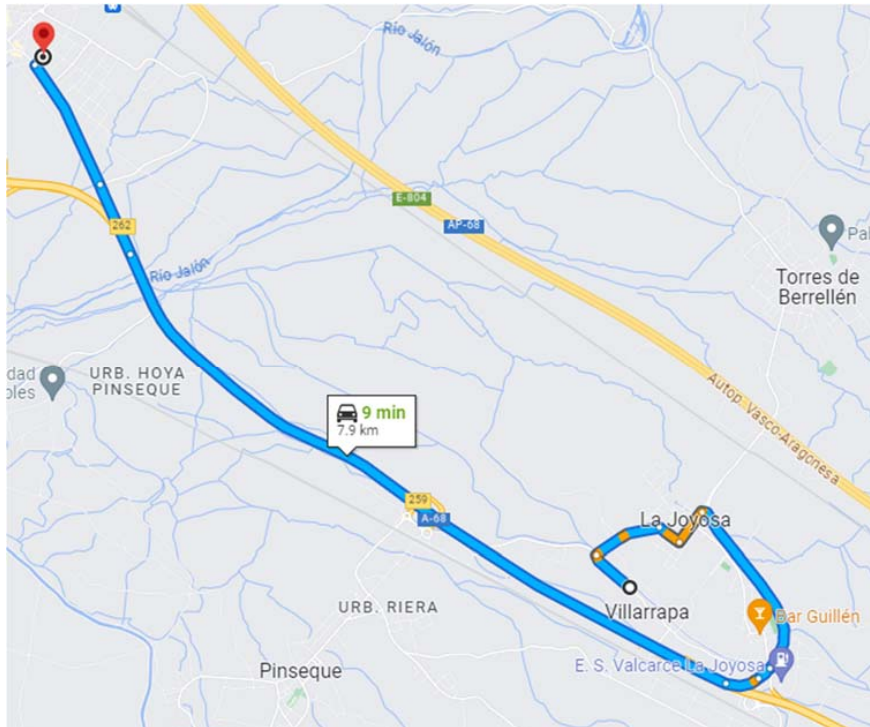 Río Jalón
E-804
AP-68
262
Río Jalón
Pal
Torres de
Berrellén
URB. HOYA
PINSEQUE
dad
oles
9 min
7.9 km
Autop. Vasco-Aragonesa
259
A-68
La Joyosa
Villarrapa
URB. RIERA
Bar Guillén
E. S. Valcarce La Joyosa
Pinseque